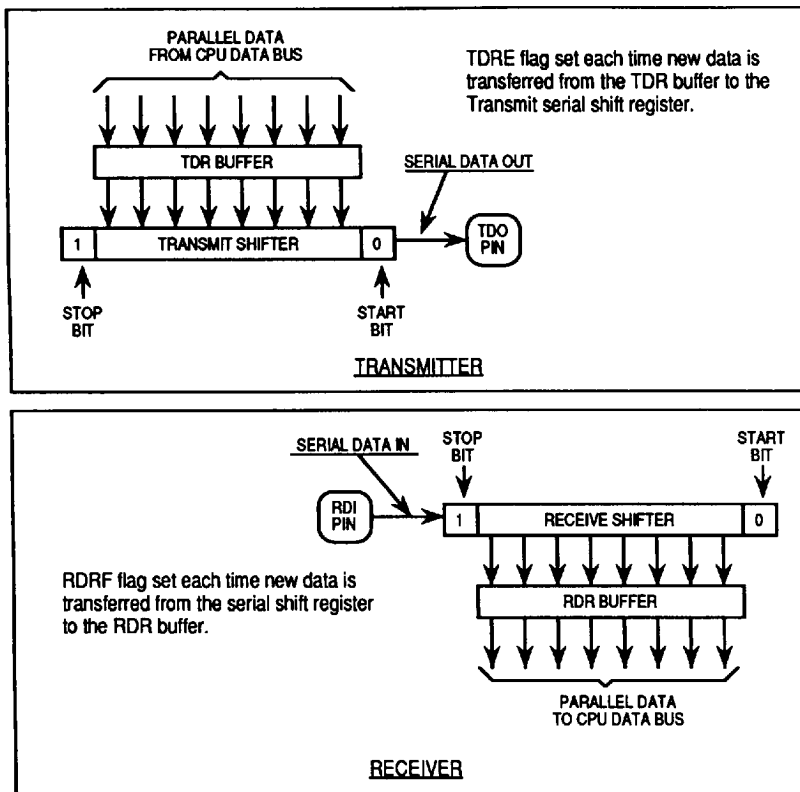 PARALLEL DATA
FROM CPU DATA BUS
TDRE flag set each time new data is
transferred from the TDR buffer to the
Transmit serial shift register.
TDR BUFFER
SERIAL DATA OUT
1
TRANSMIT SHIFTER
0
TDO
PIN
STOP
BIT
START
BIT
TRANSMITTER
SERIAL DATA IN
STOP
BIT
START
BIT
RDI
PIN
1
RECEIVE SHIFTER
0
RDRF flag set each time new data is
transferred from the serial shift register
to the RDR buffer.
RDR BUFFER
PARALLEL DATA
TO CPU DATA BUS
RECEIVER